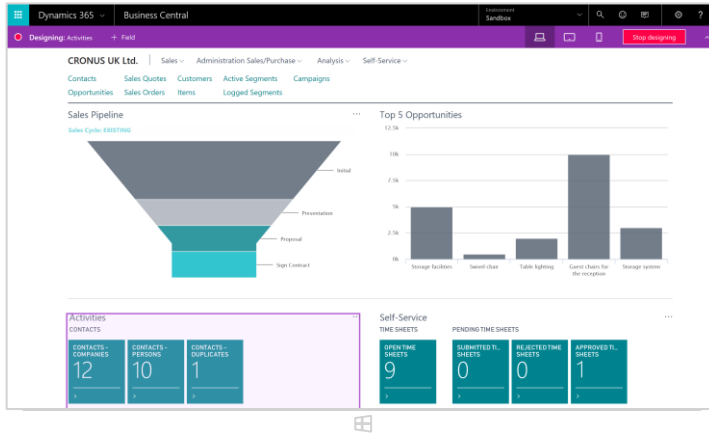 Dynamics 365 Business Central Environment Sandbox ?
Designing: Activities + Field Stop designing
CRONUS UK Ltd. Sales Administration Sales/Purchase Analysis Self-Service
Contacts Sales Quotes Customers Active Segments Campaigns
Opportunities Sales Orders Items Logged Segments
Sales Pipeline ...
Sales Cycle: EXISTING
Initial
Presentation
Proposal
Sign Contract
Top 5 Opportunities
12.5k
10k
7.5k
5k
2.5k
0k
Storage facilities Swivel chair Table lighting Guest chairs for the reception Storage system
Activities ...
CONTACTS
CONTACTS - COMPANIES
12
CONTACTS - PERSONS
10
CONTACTS - DUPLICATES
1
Self-Service ...
TIME SHEETS PENDING TIME SHEETS
OPEN TIME SHEETS
9
SUBMITTED TI... SHEETS
0
REJECTED TIME SHEETS
0
APPROVED TI... SHEETS
1